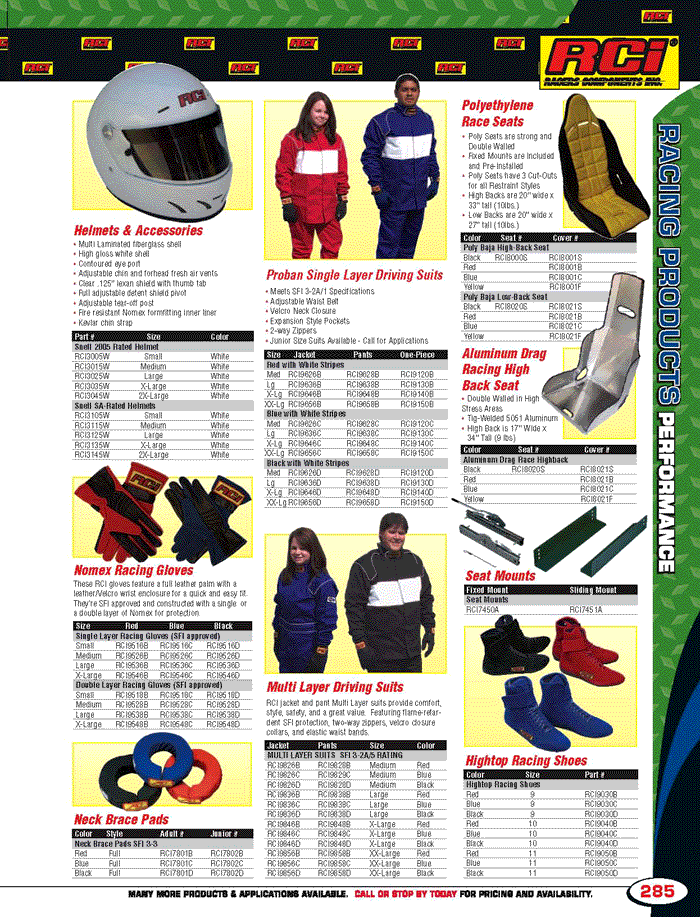 RCi
RACERS COMPONENTS INC.
RACING PRODUCTS PERFORMANCE
Helmets & Accessories
• Multi Laminated fiberglass shell
• High gloss white shell
• Contoured eye port
• Adjustable chin and forhead fresh air vents
• Clear .125" lexan shield with thumb tab
• Full adjustable detent shield pivot
• Adjustable tear-off post
• Fire resistant Nomex formfitting inner liner
• Kevlar chin strap
Part # Size Color
Snell 2005 Rated Helmet
RCI3005W Small White
RCI3015W Medium White
RCI3025W Large White
RCI3035W X-Large White
RCI3045W 2X-Large White
Snell SA-Rated Helmets
RCI3105W Small White
RCI3115W Medium White
RCI3125W Large White
RCI3135W X-Large White
RCI3145W 2X-Large White
Nomex Racing Gloves
These RCI gloves feature a full leather palm with a
leather/Velcro wrist enclosure for a quick and easy fit.
They're SFI approved and constructed with a single or
a double layer of Nomex for protection.
Size Red Blue Black
Single Layer Racing Gloves (SFI approved)
Small RCI9516B RCI9516C RCI9516D
Medium RCI9526B RCI9526C RCI9526D
Large RCI9536B RCI9536C RCI9536D
X-Large RCI9546B RCI9546C RCI9546D
Double Layer Racing Gloves (SFI approved)
Small RCI9518B RCI9518C RCI9518D
Medium RCI9528B RCI9528C RCI9528D
Large RCI9538B RCI9538C RCI9538D
X-Large RCI9548B RCI9548C RCI9548D
Neck Brace Pads
Color Style Adult # Junior #
Neck Brace Pads SFI 3-3
Red Full RCI7801B RCI7802B
Blue Full RCI7801C RCI7802C
Black Full RCI7801D RCI7802D
Proban Single Layer Driving Suits
• Meets SFI 3-2A/1 Specifications
• Adjustable Waist Belt
• Velcro Neck Closure
• Expansion Style Pockets
• 2-way Zippers
• Junior Size Suits Available - Call for Applications
Size Jacket Pants One-Piece
Red with White Stripes
Med RCI9626B RCI9628B RCI9120B
Lg RCI9636B RCI9638B RCI9130B
X-Lg RCI9646B RCI9648B RCI9140B
XX-Lg RCI9656B RCI9658B RCI9150B
Blue with White Stripes
Med RCI9626C RCI9628C RCI9120C
Lg RCI9636C RCI9638C RCI9130C
X-Lg RCI9646C RCI9648C RCI9140C
XX-Lg RCI9656C RCI9658C RCI9150C
Black with White Stripes
Med RCI9626D RCI9628D RCI9120D
Lg RCI9636D RCI9638D RCI9130D
X-Lg RCI9646D RCI9648D RCI9140D
XX-Lg RCI9656D RCI9658D RCI9150D
Multi Layer Driving Suits
RCI jacket and pant Multi Layer suits provide comfort,
style, safety, and a great value. Featuring flame-retar-
dent SFI protection, two-way zippers, velcro closure
collars, and elastic waist bands.
Jacket Pants Size Color
MULTI LAYER SUITS SFI 3-2A/5 RATING
RCI9826B RCI9828B Medium Red
RCI9826C RCI9829C Medium Blue
RCI9826D RCI9828D Medium Black
RCI9836B RCI9838B Large Red
RCI9836C RCI9838C Large Blue
RCI9836D RCI9838D Large Black
RCI9846B RCI9848B X-Large Red
RCI9846C RCI9848C X-Large Blue
RCI9846D RCI9848D X-Large Black
RCI9856B RCI9858B XX-Large Red
RCI9856C RCI9858C XX-Large Blue
RCI9856D RCI9858D XX-Large Black
Polyethylene
Race Seats
• Poly Seats are strong and
Double Walled
• Fixed Mounts are Included
and Pre-Installed
• Poly Seats have 3 Cut-Outs
for all Restraint Styles
• High Backs are 20" wide x
33" tall (10lbs.)
• Low Backs are 20" wide x
27" tall (10lbs.)
Color Seat # Cover #
Poly Baja High-Back Seat
Black RCI8000S RCI8001S
Red RCI8001B
Blue RCI8001C
Yellow RCI8001F
Poly Baja Low-Back Seat
Black RCI8020S RCI8021S
Red RCI8021B
Blue RCI8021C
Yellow RCI8021F
Aluminum Drag
Racing High
Back Seat
• Double Walled in High
Stress Areas
• Tig-Welded 5051 Aluminum
• High Back is 17" Wide x
34" Tall (9 lbs)
Color Seat # Cover #
Aluminum Drag Race Highback
Black RCI8020S RCI8021S
Red RCI8021B
Blue RCI8021C
Yellow RCI8021F
Seat Mounts
Fixed Mount Sliding Mount
Seat Mounts
RCI7450A RCI7451A
Hightop Racing Shoes
Color Size Part #
Hightop Racing Shoes
Red 9 RCI9030B
Blue 9 RCI9030C
Black 9 RCI9030D
Red 10 RCI9040B
Blue 10 RCI9040C
Black 10 RCI9040D
Red 11 RCI9050B
Blue 11 RCI9050C
Black 11 RCI9050D
MANY MORE PRODUCTS & APPLICATIONS AVAILABLE. CALL OR STOP BY TODAY FOR PRICING AND AVAILABILITY.
285